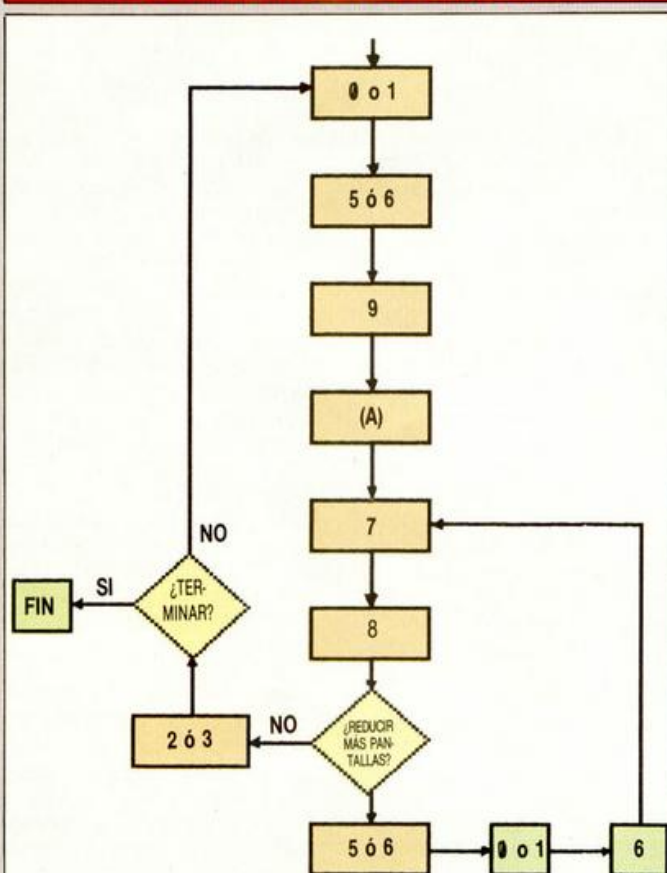 0 o 1
5 ó 6
9
(A)
7
8
¿REDUCIR
MÁS PAN-
TALLAS?
NO
2 ó 3
¿TER-
MINAR?
NO
SI
FIN
5 ó 6
0 o 1
6